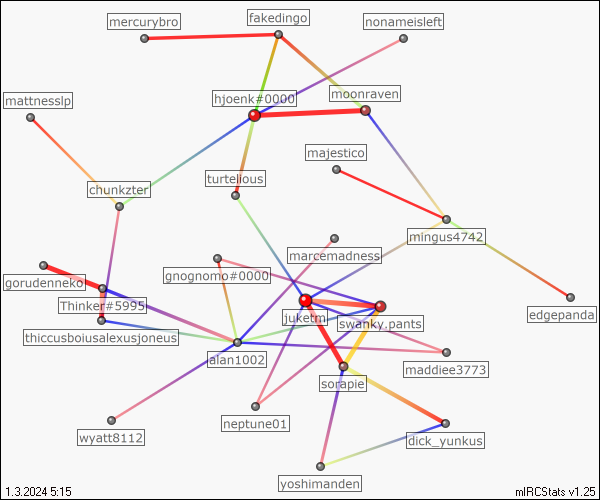 mercurybro
fakedingo
nonameisleft
hjoenk#0000
moonraven
mattnesslp
majestico
turtelious
chunkzter
mingus4742
marcemadness
gnognomo#0000
gorudenneko
Thinker#5995
edgepanda
juketm
swanky.pants
thiccusboiusalexusjoneus
alan1002
maddiee3773
sorapie
neptune01
wyatt8112
dick_yunkus
yoshimanden
1.3.2024 5:15
mIRCStats v1.25